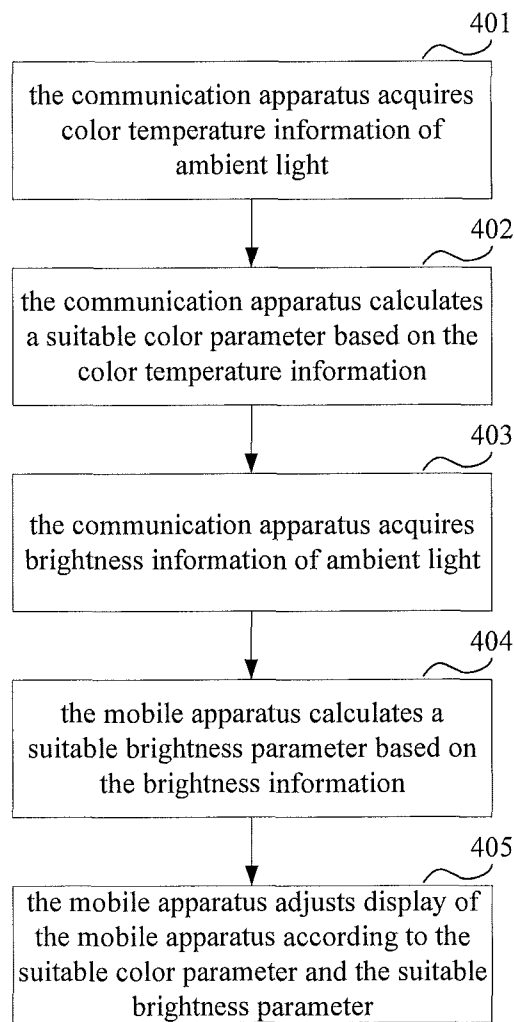 401
the communication apparatus acquires
color temperature information of
ambient light
402
the communication apparatus calculates
a suitable color parameter based on the
color temperature information
403
the communication apparatus acquires
brightness information of ambient light
404
the mobile apparatus calculates a
suitable brightness parameter based on
the brightness information
405
the mobile apparatus adjusts display of
the mobile apparatus according to the
suitable color parameter and the suitable
brightness parameter